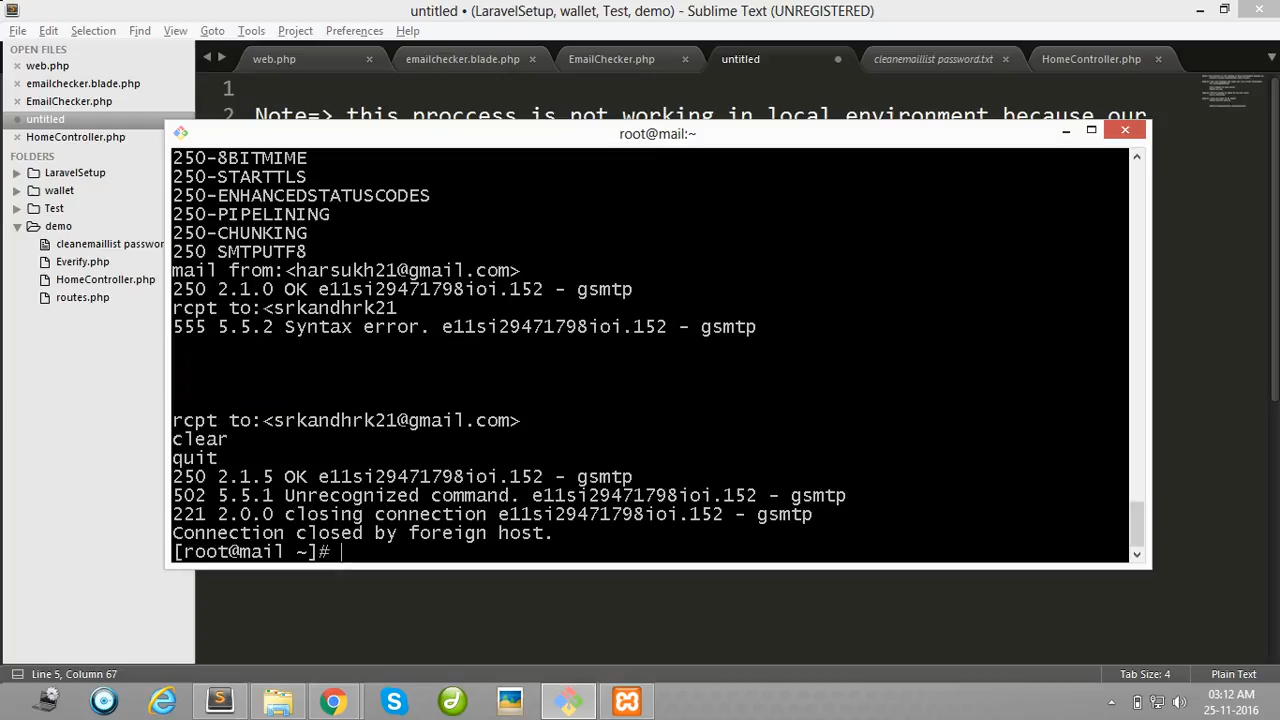 untitled • (LaravelSetup, wallet, Test, demo) - Sublime Text (UNREGISTERED)
File Edit Selection Find View Goto Tools Project Preferences Help
OPEN FILES
web.php
emailchecker.blade.php
EmailChecker.php
untitled
HomeController.php
FOLDERS
LaravelSetup
wallet
Test
demo
cleanemaillist passwor
Everify.php
HomeController.php
routes.php
web.php emailchecker.blade.php EmailChecker.php untitled cleanemaillist password.txt HomeController.php
1
2 Note=> this proccess is not working in local environment because our
root@mail:~
250-8BITMIME
250-STARTTLS
250-ENHANCEDSTATUSCODES
250-PIPELINING
250-CHUNKING
250 SMTPUTF8
mail from:<harsukh21@gmail.com>
250 2.1.0 OK e11si29471798ioi.152 - gsmtp
rcpt to:<srkandhrk21
555 5.5.2 Syntax error. e11si29471798ioi.152 - gsmtp
rcpt to:<srkandhrk21@gmail.com>
clear
quit
250 2.1.5 OK e11si29471798ioi.152 - gsmtp
502 5.5.1 Unrecognized command. e11si29471798ioi.152 - gsmtp
221 2.0.0 closing connection e11si29471798ioi.152 - gsmtp
Connection closed by foreign host.
[root@mail ~]#
Line 5, Column 67
Tab Size: 4
Plain Text
03:12 AM
25-11-2016